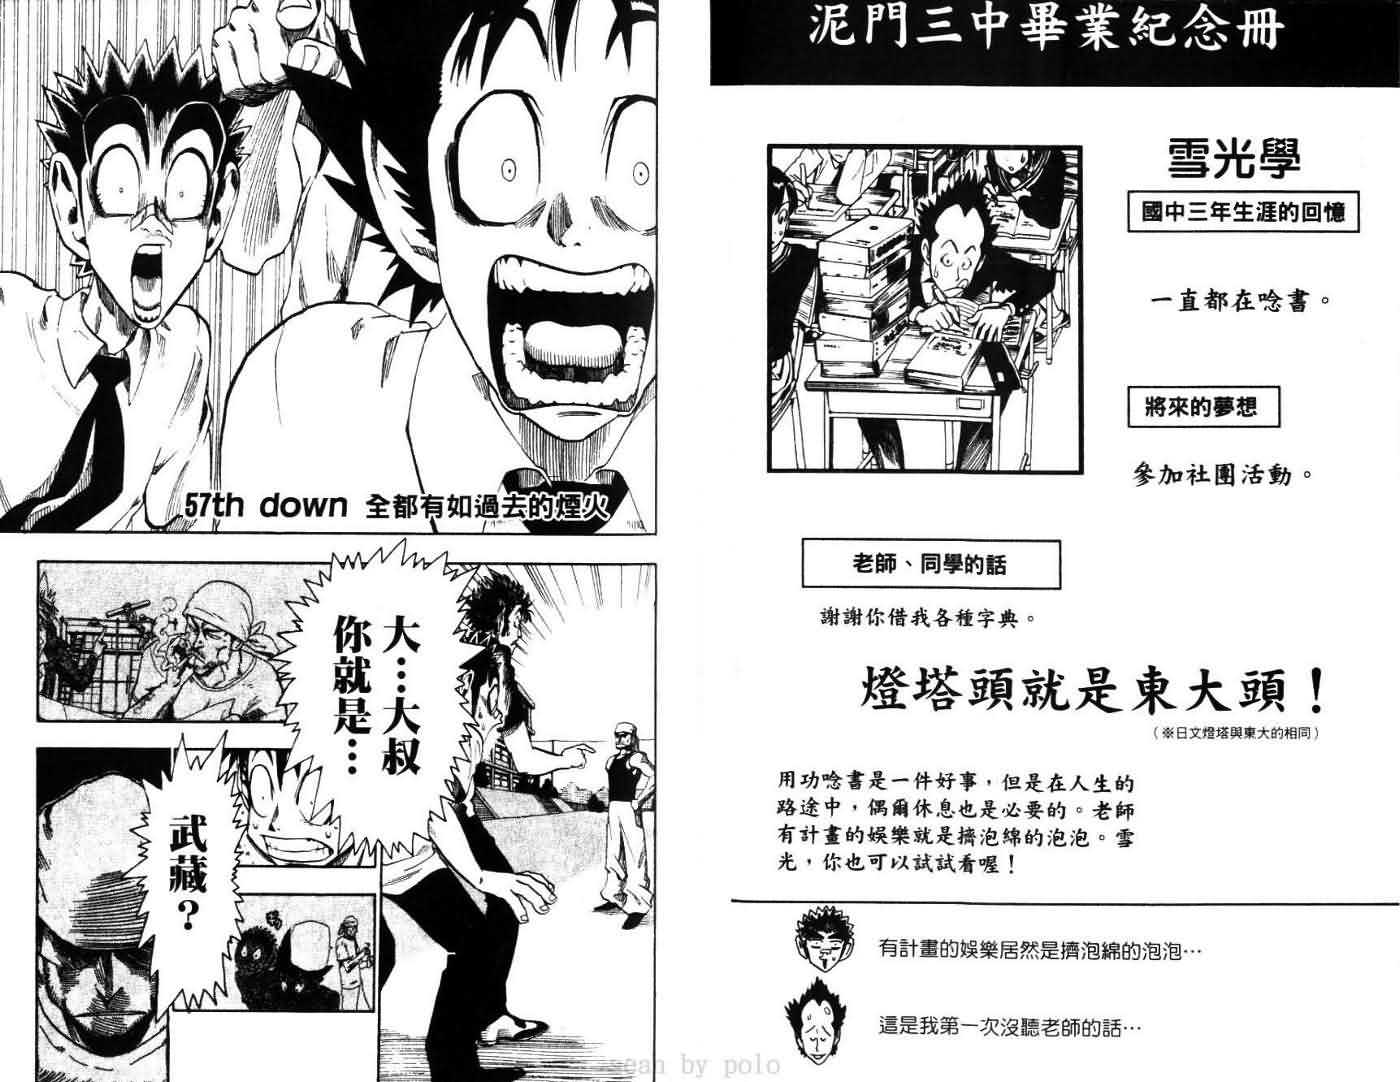 泥門三中畢業紀念冊
雪光學
國中三年生涯的回憶
一直都在唸書。
將來的夢想
參加社團活動。
老師、同學的話
謝謝你借我各種字典。
燈塔頭就是東大頭！
（※日文燈塔與東大的相同）
用功唸書是一件好事，但是在人生的
路途中，偶爾休息也是必要的。老師
有計畫的娛樂就是擠泡綿的泡泡。雪
光，你也可以試試看喔！
有計畫的娛樂居然是擠泡綿的泡泡…
這是我第一次沒聽老師的話…
57th down 全都有如過去的煙火
大…大叔
你就是…
武藏？
scan by polo